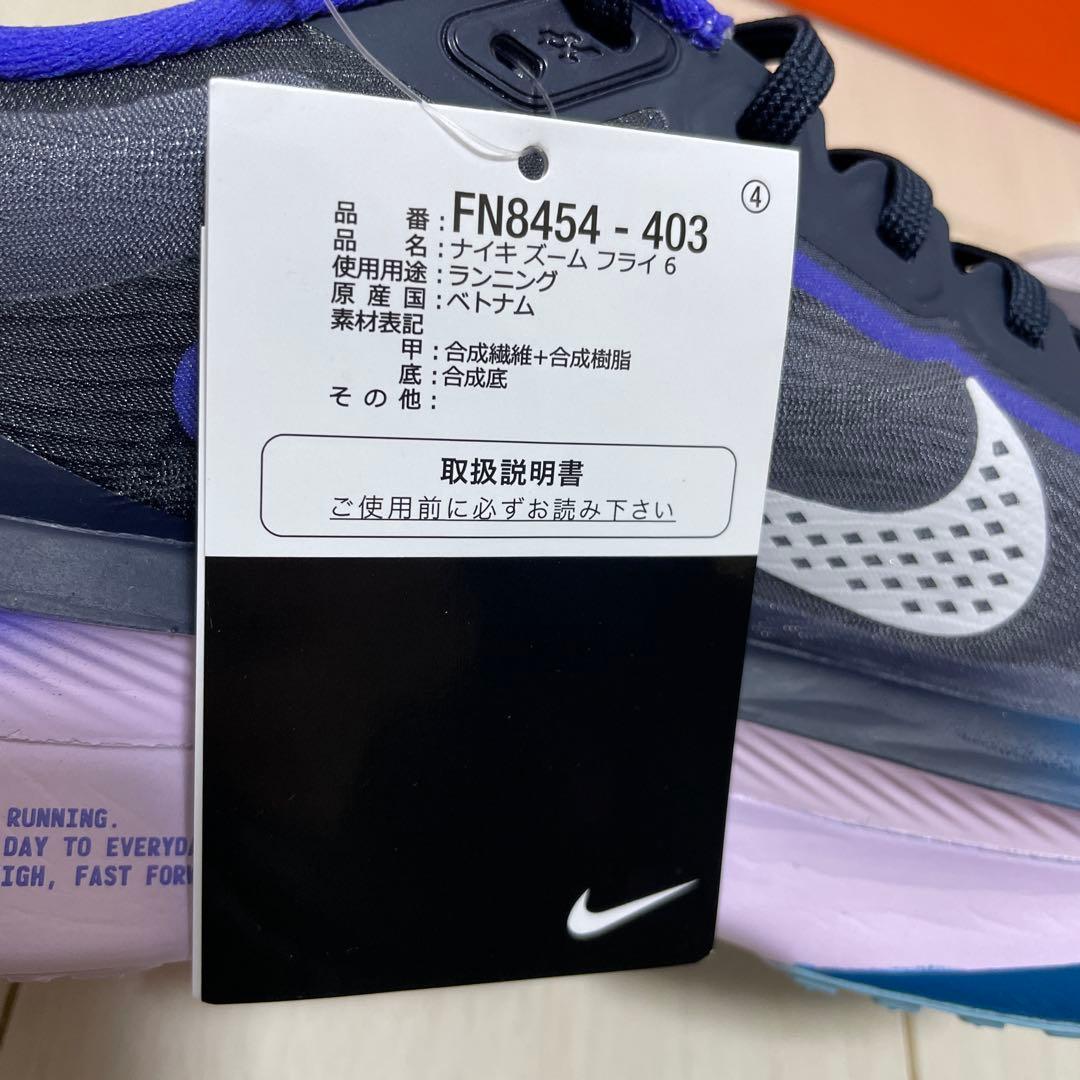 ④
品番:FN8454-403
品名:ナイキ ズーム フライ 6
使用用途:ランニング
原産国:ベトナム
素材表記
甲:合成繊維+合成樹脂
底:合成底
その他:
取扱説明書
ご使用前に必ずお読み下さい
RUNNING.
DAY TO
IGH, FAST